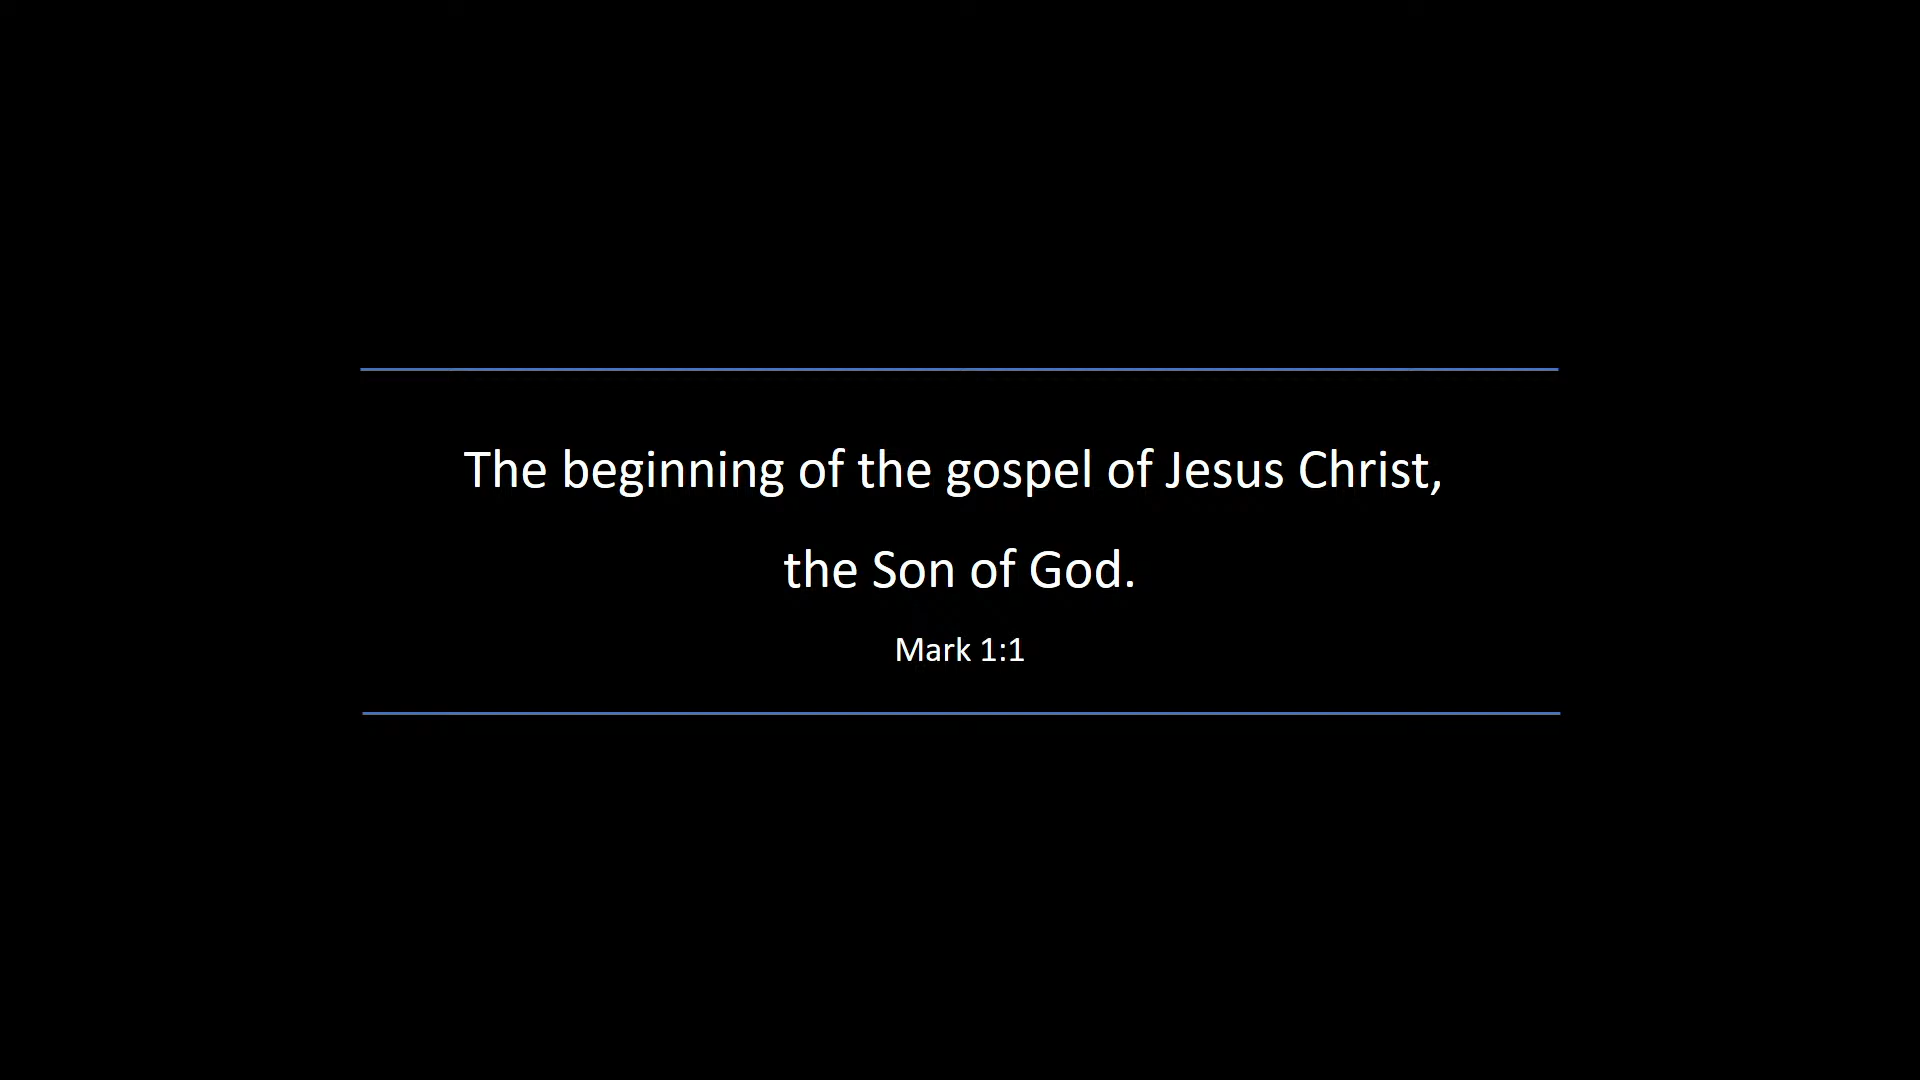 The beginning of the gospel of Jesus Christ,
the Son of God.
Mark 1:1